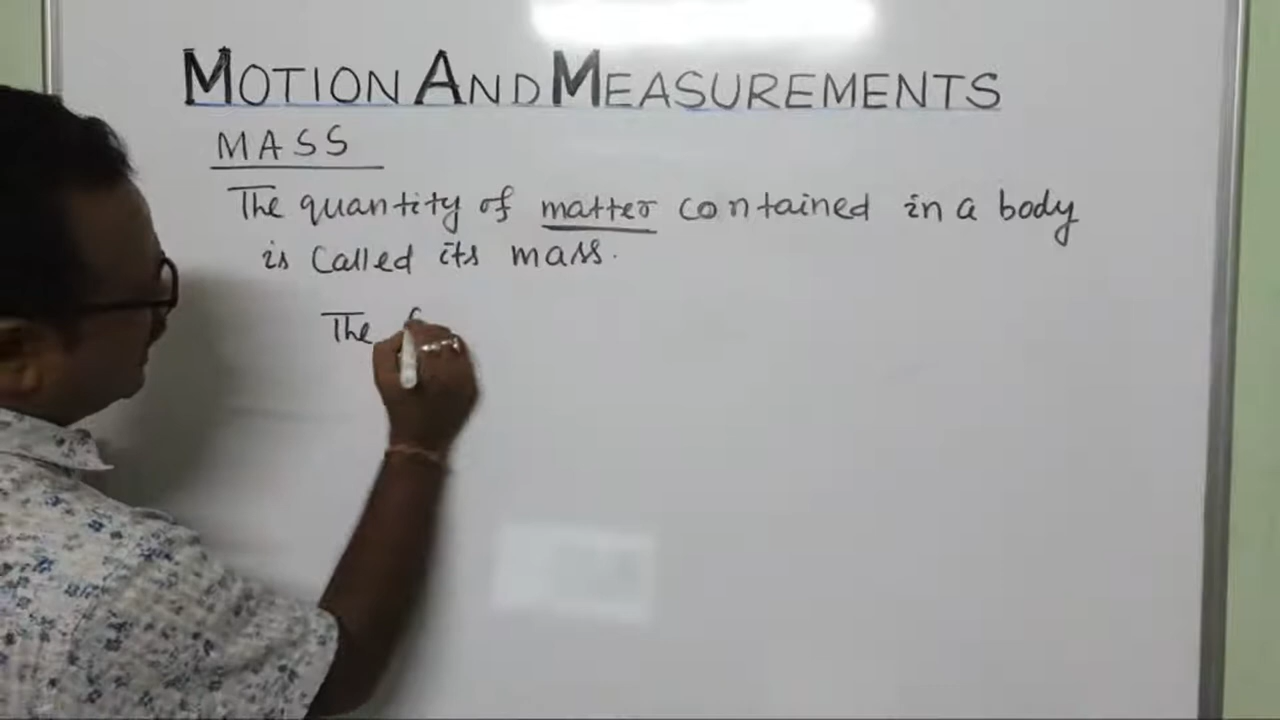 MOTION AND MEASUREMENTS
MASS
The quantity of matter contained in a body
is called its mass.
The